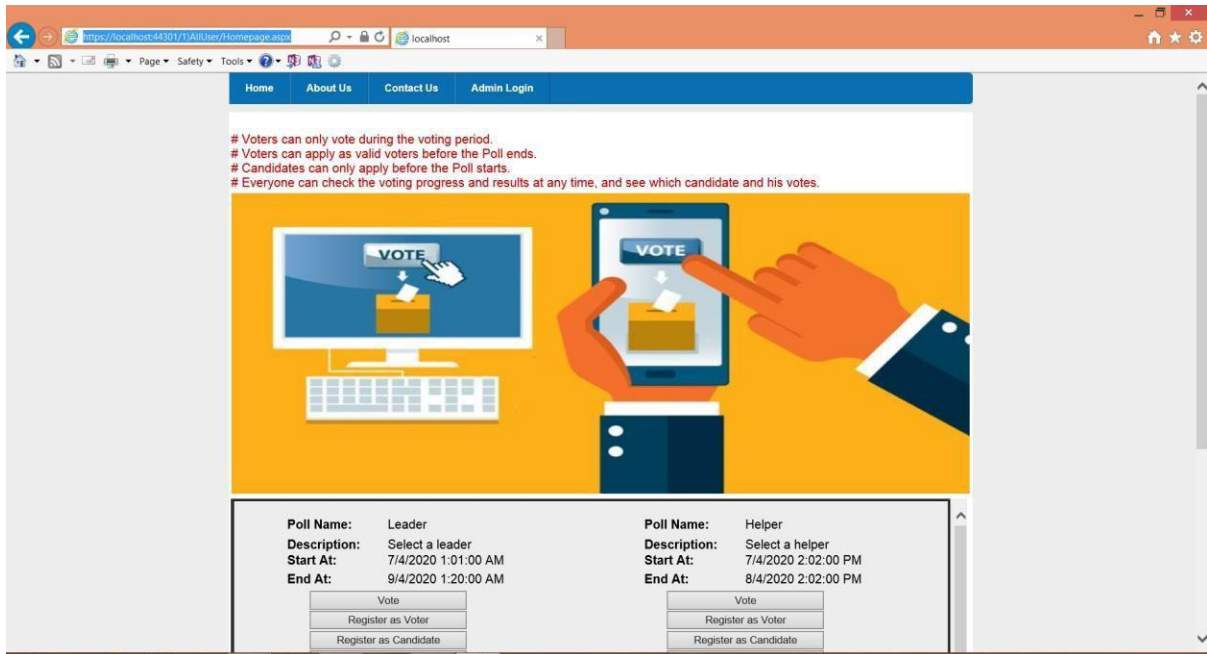 https://localhost:44301/1)AllUser/Homepage.aspx
localhost
Page Safety Tools
Home About Us Contact Us Admin Login
# Voters can only vote during the voting period.
# Voters can apply as valid voters before the Poll ends.
# Candidates can only apply before the Poll starts.
# Everyone can check the voting progress and results at any time, and see which candidate and his votes.
VOTE
VOTE
Poll Name: Leader
Description: Select a leader
Start At: 7/4/2020 1:01:00 AM
End At: 9/4/2020 1:20:00 AM
Vote
Register as Voter
Register as Candidate
Poll Name: Helper
Description: Select a helper
Start At: 7/4/2020 2:02:00 PM
End At: 8/4/2020 2:02:00 PM
Vote
Register as Voter
Register as Candidate